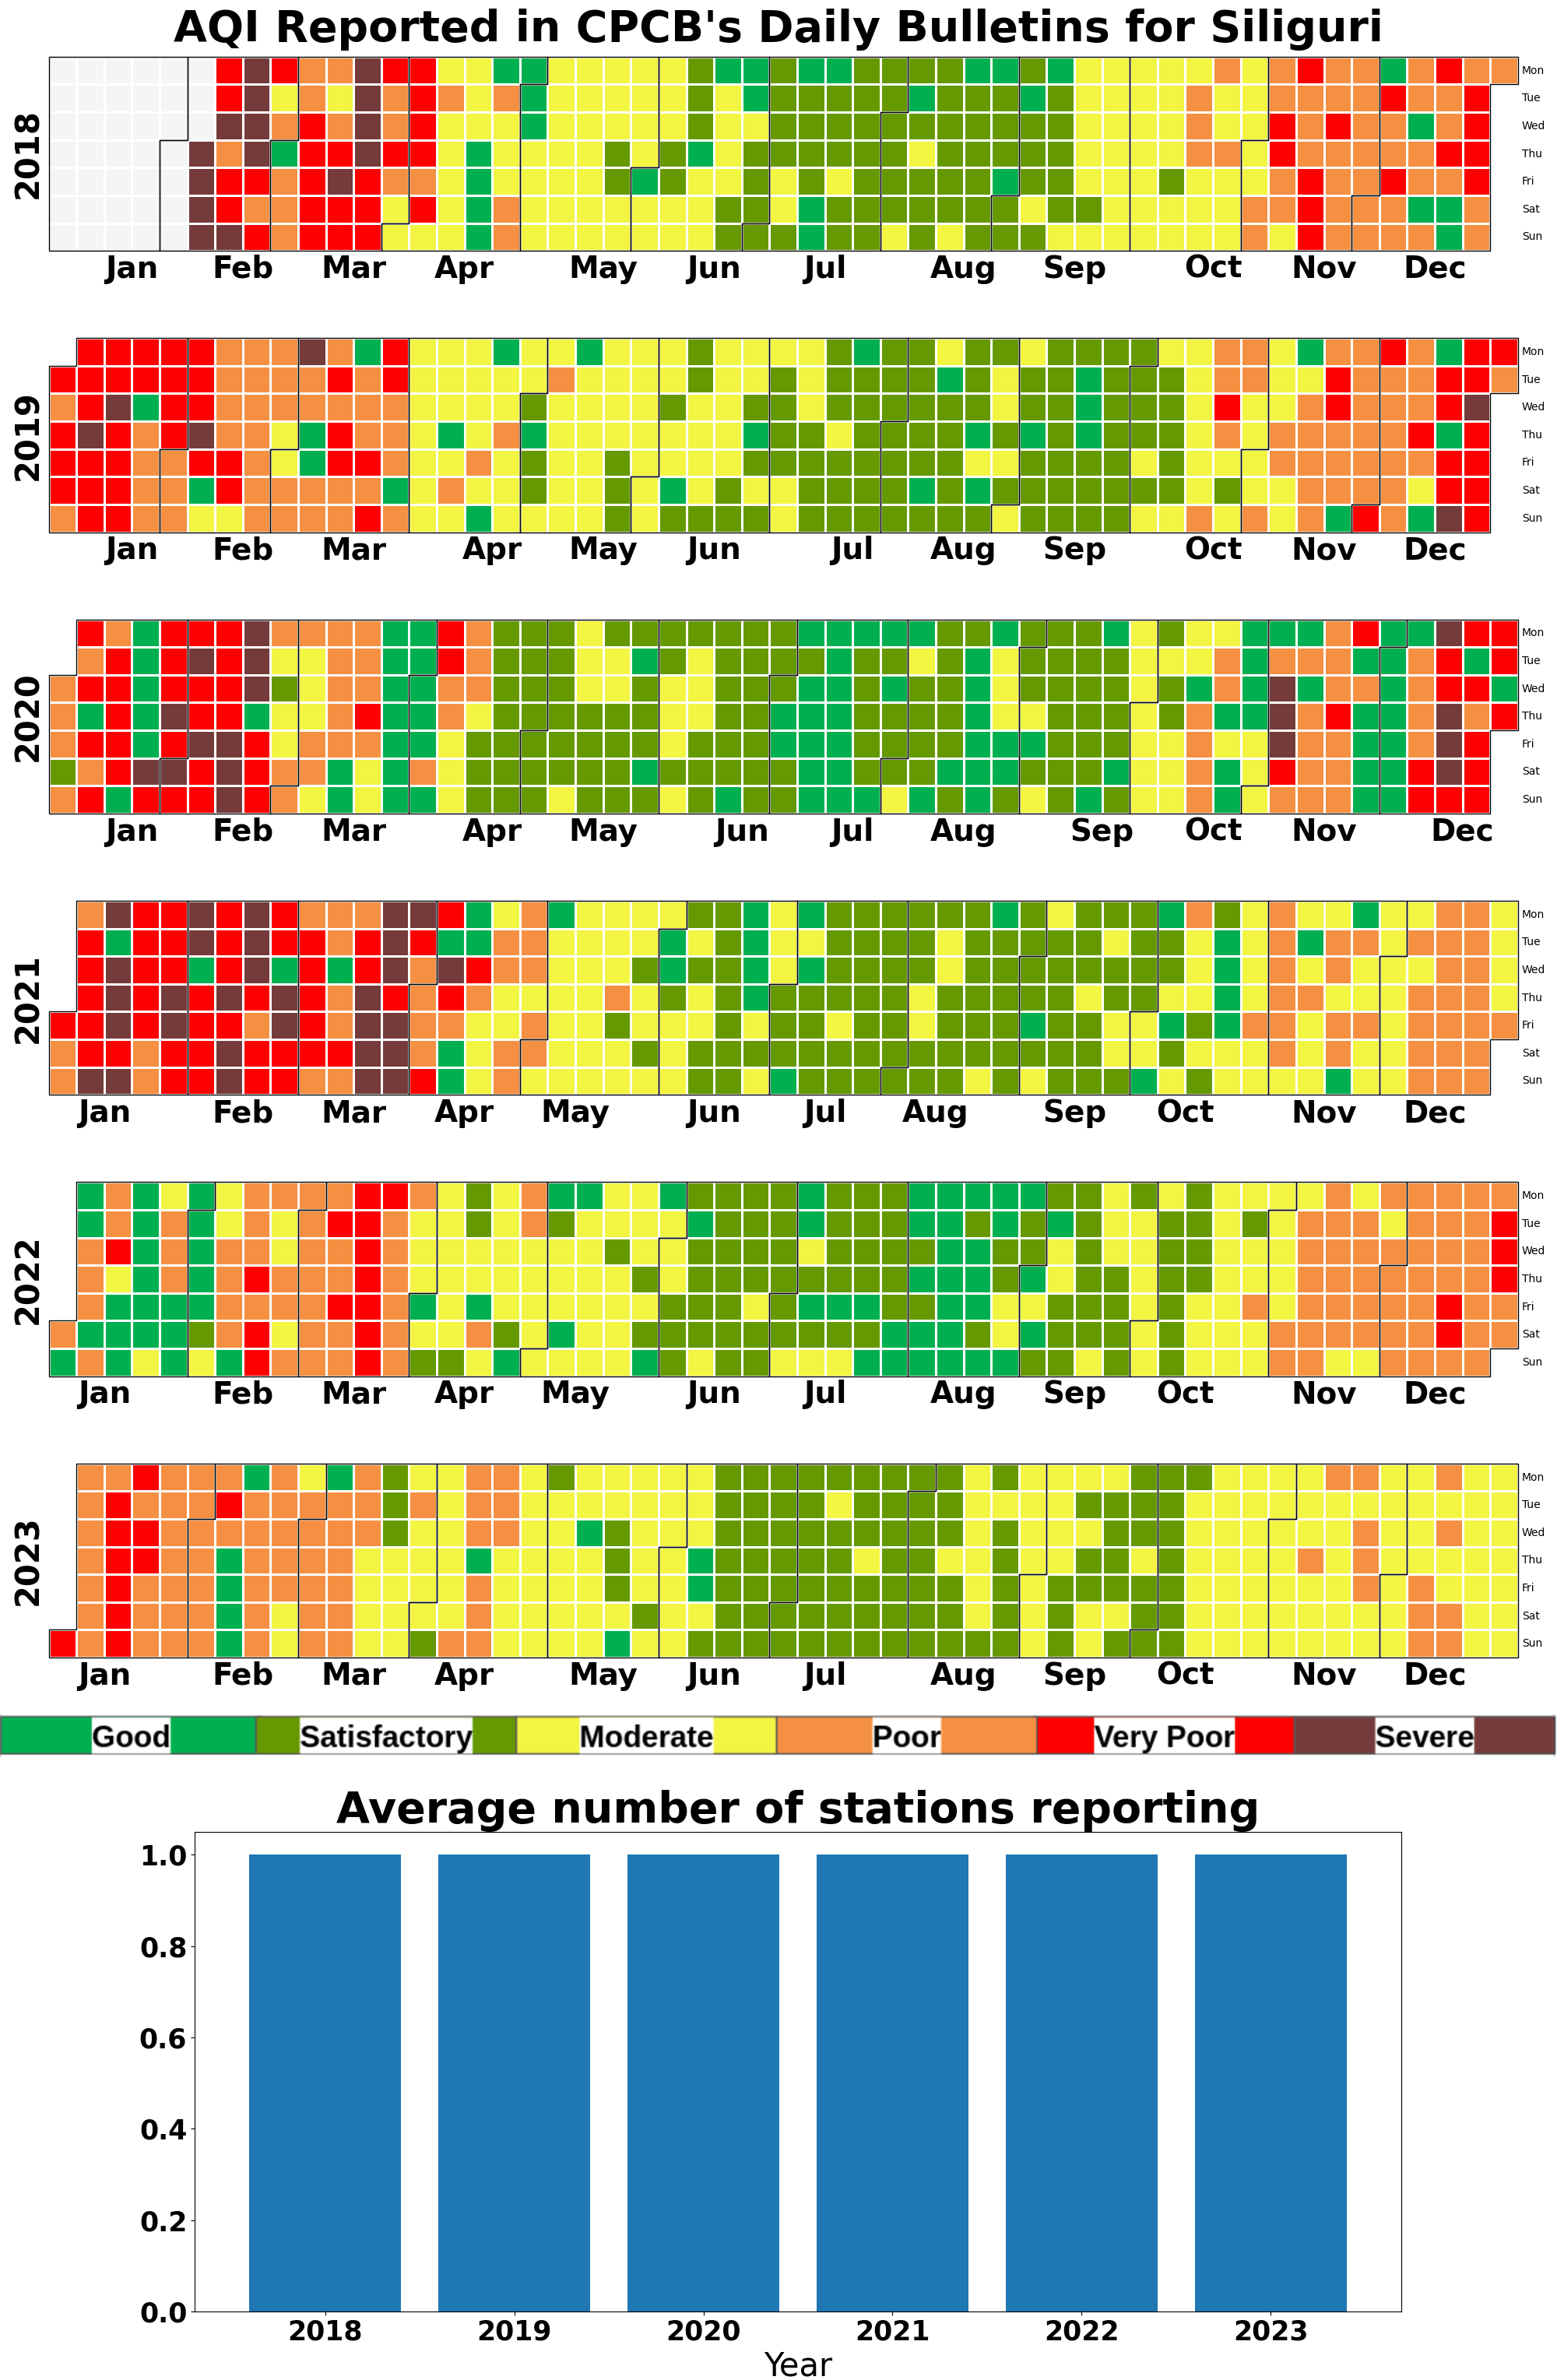 AQI Reported in CPCB's Daily Bulletins for Siliguri
2018
Mon
Tue
Wed
Thu
Fri
Sat
Sun
Jan Feb Mar Apr May Jun Jul Aug Sep Oct Nov Dec
2019
Mon
Tue
Wed
Thu
Fri
Sat
Sun
Jan Feb Mar Apr May Jun Jul Aug Sep Oct Nov Dec
2020
Mon
Tue
Wed
Thu
Fri
Sat
Sun
Jan Feb Mar Apr May Jun Jul Aug Sep Oct Nov Dec
2021
Mon
Tue
Wed
Thu
Fri
Sat
Sun
Jan Feb Mar Apr May Jun Jul Aug Sep Oct Nov Dec
2022
Mon
Tue
Wed
Thu
Fri
Sat
Sun
Jan Feb Mar Apr May Jun Jul Aug Sep Oct Nov Dec
2023
Mon
Tue
Wed
Thu
Fri
Sat
Sun
Jan Feb Mar Apr May Jun Jul Aug Sep Oct Nov Dec
Good Satisfactory Moderate Poor Very Poor Severe
Average number of stations reporting
1.0
0.8
0.6
0.4
0.2
0.0
2018 2019 2020 2021 2022 2023
Year